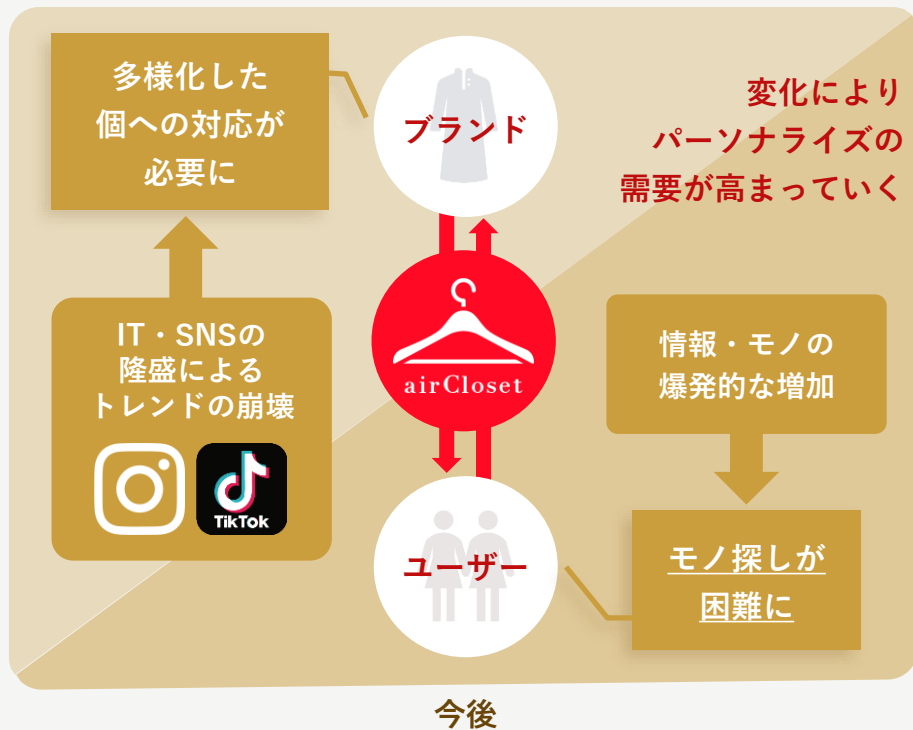 多様化した
個への対応が
必要に
ブランド
変化により
パーソナライズの
需要が高まっていく
IT・SNSの
隆盛による
トレンドの崩壊
TikTok
airCloset
情報・モノの
爆発的な増加
ユーザー
モノ探しが
困難に
今後